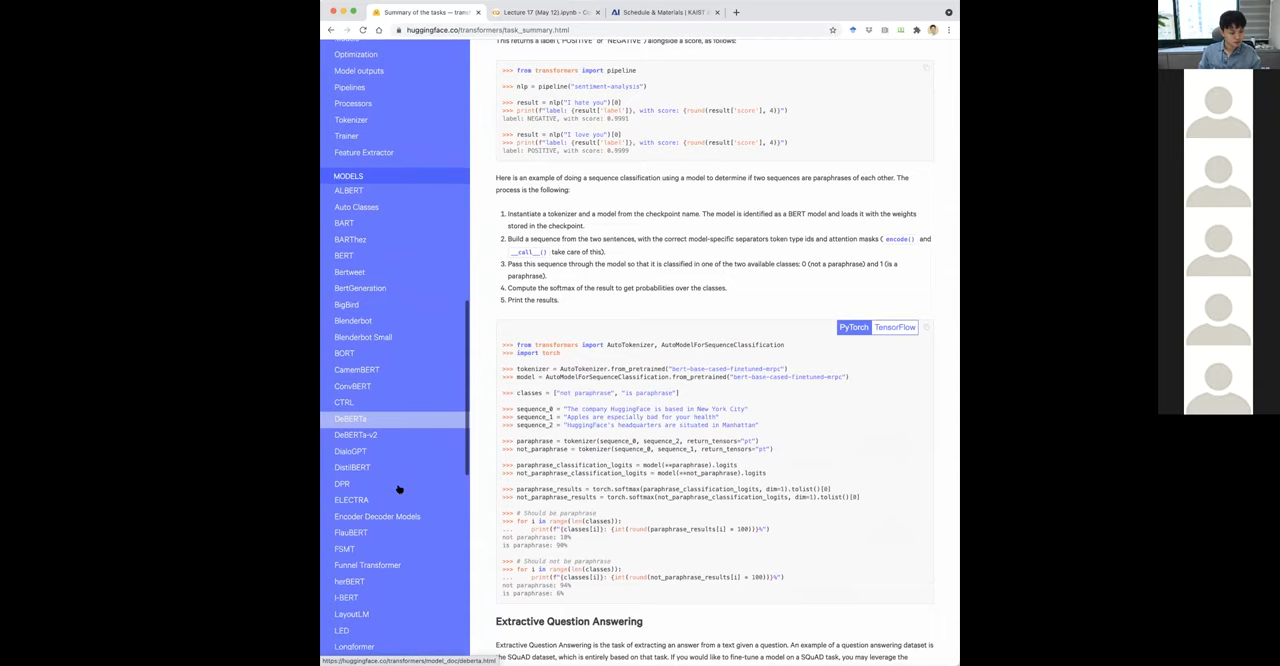 Summary of the tasks — trans
Lecture 17 (May 12).ipynb - C
Schedule & Materials | KAIST
huggingface.co/transformers/task_summary.html
Models
Optimization
Model outputs
Pipelines
Processors
Tokenizer
Trainer
Feature Extractor
MODELS
ALBERT
Auto Classes
BART
BARThez
BERT
Bertweet
BertGeneration
BigBird
Blenderbot
Blenderbot Small
BORT
CamemBERT
ConvBERT
CTRL
DeBERTa
DeBERTa-v2
DialoGPT
DistilBERT
DPR
ELECTRA
Encoder Decoder Models
FlauBERT
FSMT
Funnel Transformer
herBERT
I-BERT
LayoutLM
LED
Longformer
https://huggingface.co/transformers/model_doc/deberta.html
This returns a label ("POSITIVE" or "NEGATIVE") alongside a score, as follows:
>>> from transformers import pipeline
>>> nlp = pipeline("sentiment-analysis")
>>> result = nlp("I hate you")[0]
>>> print(f"label: {result['label']}, with score: {round(result['score'], 4)}")
label: NEGATIVE, with score: 0.9991
>>> result = nlp("I love you")[0]
>>> print(f"label: {result['label']}, with score: {round(result['score'], 4)}")
label: POSITIVE, with score: 0.9999
Here is an example of doing a sequence classification using a model to determine if two sequences are paraphrases of each other. The
process is the following:
1. Instantiate a tokenizer and a model from the checkpoint name. The model is identified as a BERT model and loads it with the weights
stored in the checkpoint.
2. Build a sequence from the two sentences, with the correct model-specific separators token type ids and attention masks ( encode() and
__call__() take care of this).
3. Pass this sequence through the model so that it is classified in one of the two available classes: 0 (not a paraphrase) and 1 (is a
paraphrase).
4. Compute the softmax of the result to get probabilities over the classes.
5. Print the results.
PyTorch TensorFlow
>>> from transformers import AutoTokenizer, AutoModelForSequenceClassification
>>> import torch
>>> tokenizer = AutoTokenizer.from_pretrained("bert-base-cased-finetuned-mrpc")
>>> model = AutoModelForSequenceClassification.from_pretrained("bert-base-cased-finetuned-mrpc")
>>> classes = ["not paraphrase", "is paraphrase"]
>>> sequence_0 = "The company HuggingFace is based in New York City"
>>> sequence_1 = "Apples are especially bad for your health"
>>> sequence_2 = "HuggingFace's headquarters are situated in Manhattan"
>>> paraphrase = tokenizer(sequence_0, sequence_2, return_tensors="pt")
>>> not_paraphrase = tokenizer(sequence_0, sequence_1, return_tensors="pt")
>>> paraphrase_classification_logits = model(**paraphrase).logits
>>> not_paraphrase_classification_logits = model(**not_paraphrase).logits
>>> paraphrase_results = torch.softmax(paraphrase_classification_logits, dim=1).tolist()[0]
>>> not_paraphrase_results = torch.softmax(not_paraphrase_classification_logits, dim=1).tolist()[0]
>>> # Should be paraphrase
>>> for i in range(len(classes)):
... print(f"{classes[i]}: {int(round(paraphrase_results[i] * 100))}%")
not paraphrase: 10%
is paraphrase: 90%
>>> # Should not be paraphrase
>>> for i in range(len(classes)):
... print(f"{classes[i]}: {int(round(not_paraphrase_results[i] * 100))}%")
not paraphrase: 94%
is paraphrase: 6%
Extractive Question Answering
Extractive Question Answering is the task of extracting an answer from a text given a question. An example of a question answering dataset is
the SQuAD dataset, which is entirely based on that task. If you would like to fine-tune a model on a SQuAD task, you may leverage the